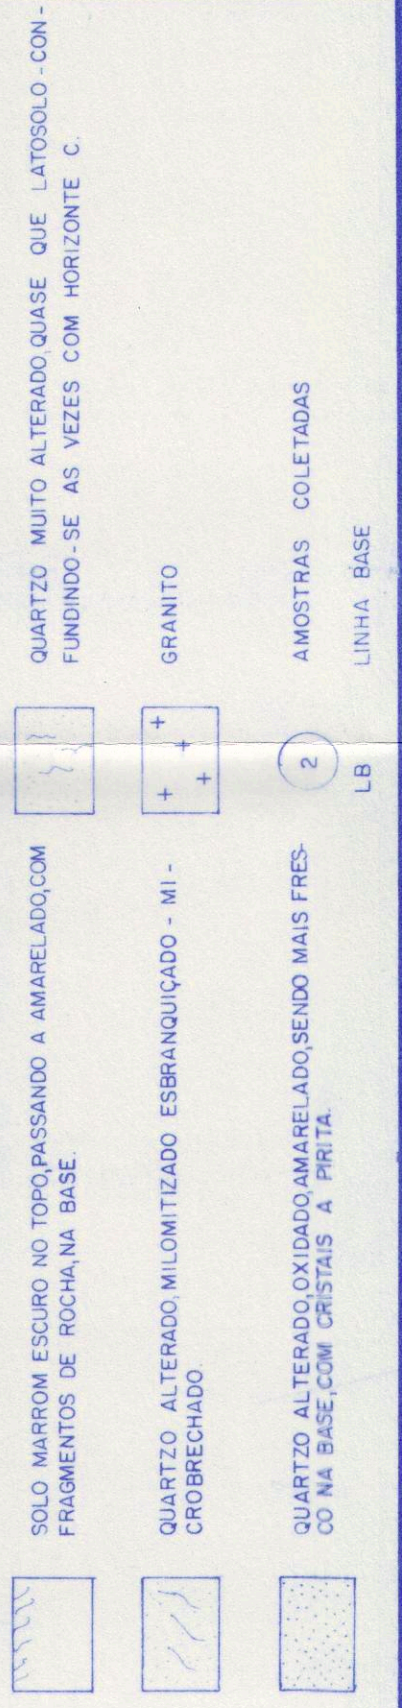 SOLO MARROM ESCURO NO TOPO,PASSANDO A AMARELADO,COM
FRAGMENTOS DE ROCHA,NA BASE.
QUARTZO ALTERADO, MILOMITIZADO ESBRANQUIÇADO - MI -
CROBRECHADO.
QUARTZO ALTERADO,OXIDADO,AMARELADO,SENDO MAIS FRES-
CO NA BASE,COM CRISTAIS A PIRITA.
QUARTZO MUITO ALTERADO,QUASE QUE LATOSOLO - CON -
FUNDINDO-SE AS VEZES COM HORIZONTE C.
GRANITO
2 AMOSTRAS COLETADAS
LB LINHA BASE